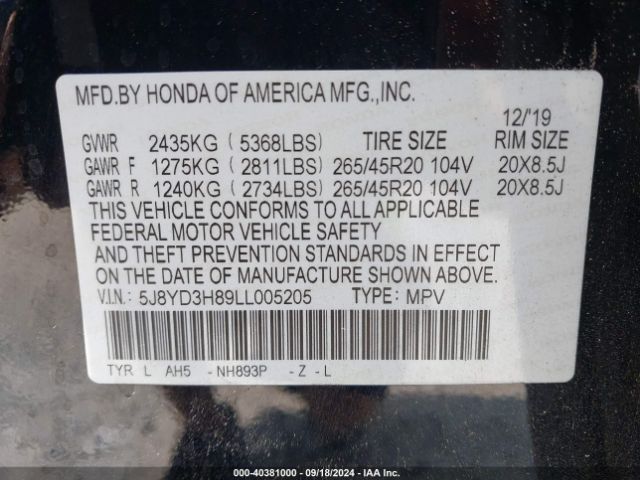 MFD.BY HONDA OF AMERICA MFG.,INC.
12/'19
GVWR 2435KG ( 5368LBS) TIRE SIZE RIM SIZE
GAWR F 1275KG ( 2811LBS) 265/45R20 104V 20X8.5J
GAWR R 1240KG ( 2734LBS) 265/45R20 104V 20X8.5J
THIS VEHICLE CONFORMS TO ALL APPLICABLE
FEDERAL MOTOR VEHICLE SAFETY
AND THEFT PREVENTION STANDARDS IN EFFECT
ON THE DATE OF MANUFACTURE SHOWN ABOVE.
V.I.N.: 5J8YD3H89LL005205 TYPE: MPV
TYR L AH5 - NH893P - Z - L
000-40381000 - 09/18/2024 - IAA Inc.